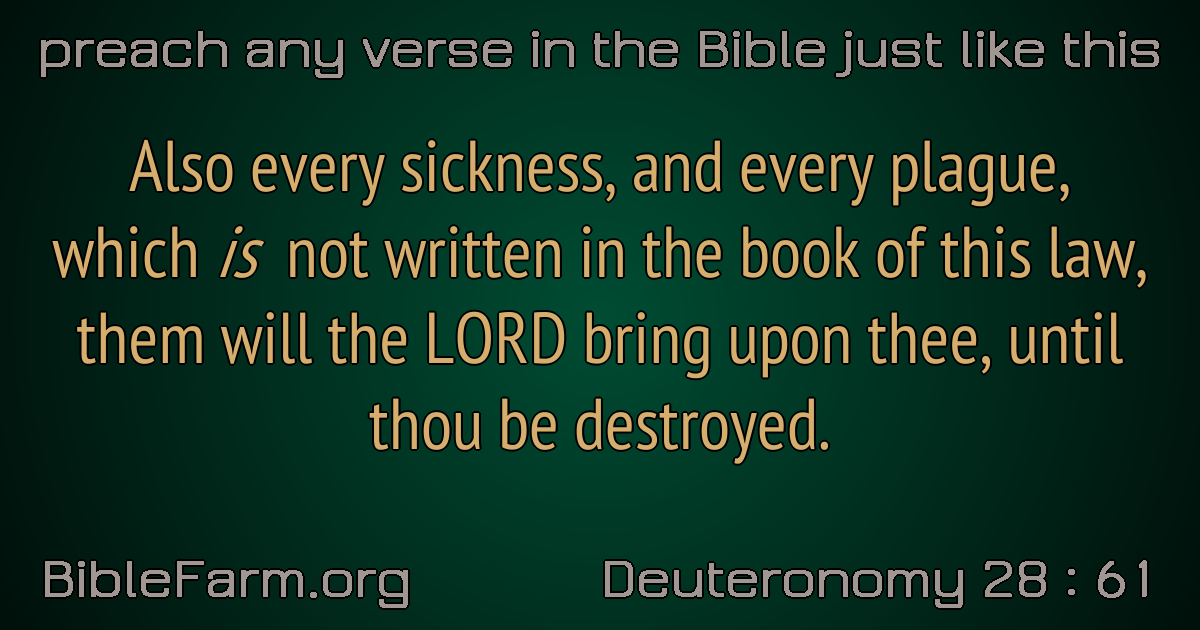 preach any verse in the Bible just like this
Also every sickness, and every plague,
which is not written in the book of this law,
them will the LORD bring upon thee, until
thou be destroyed.
BibleFarm.org
Deuteronomy 28 : 61